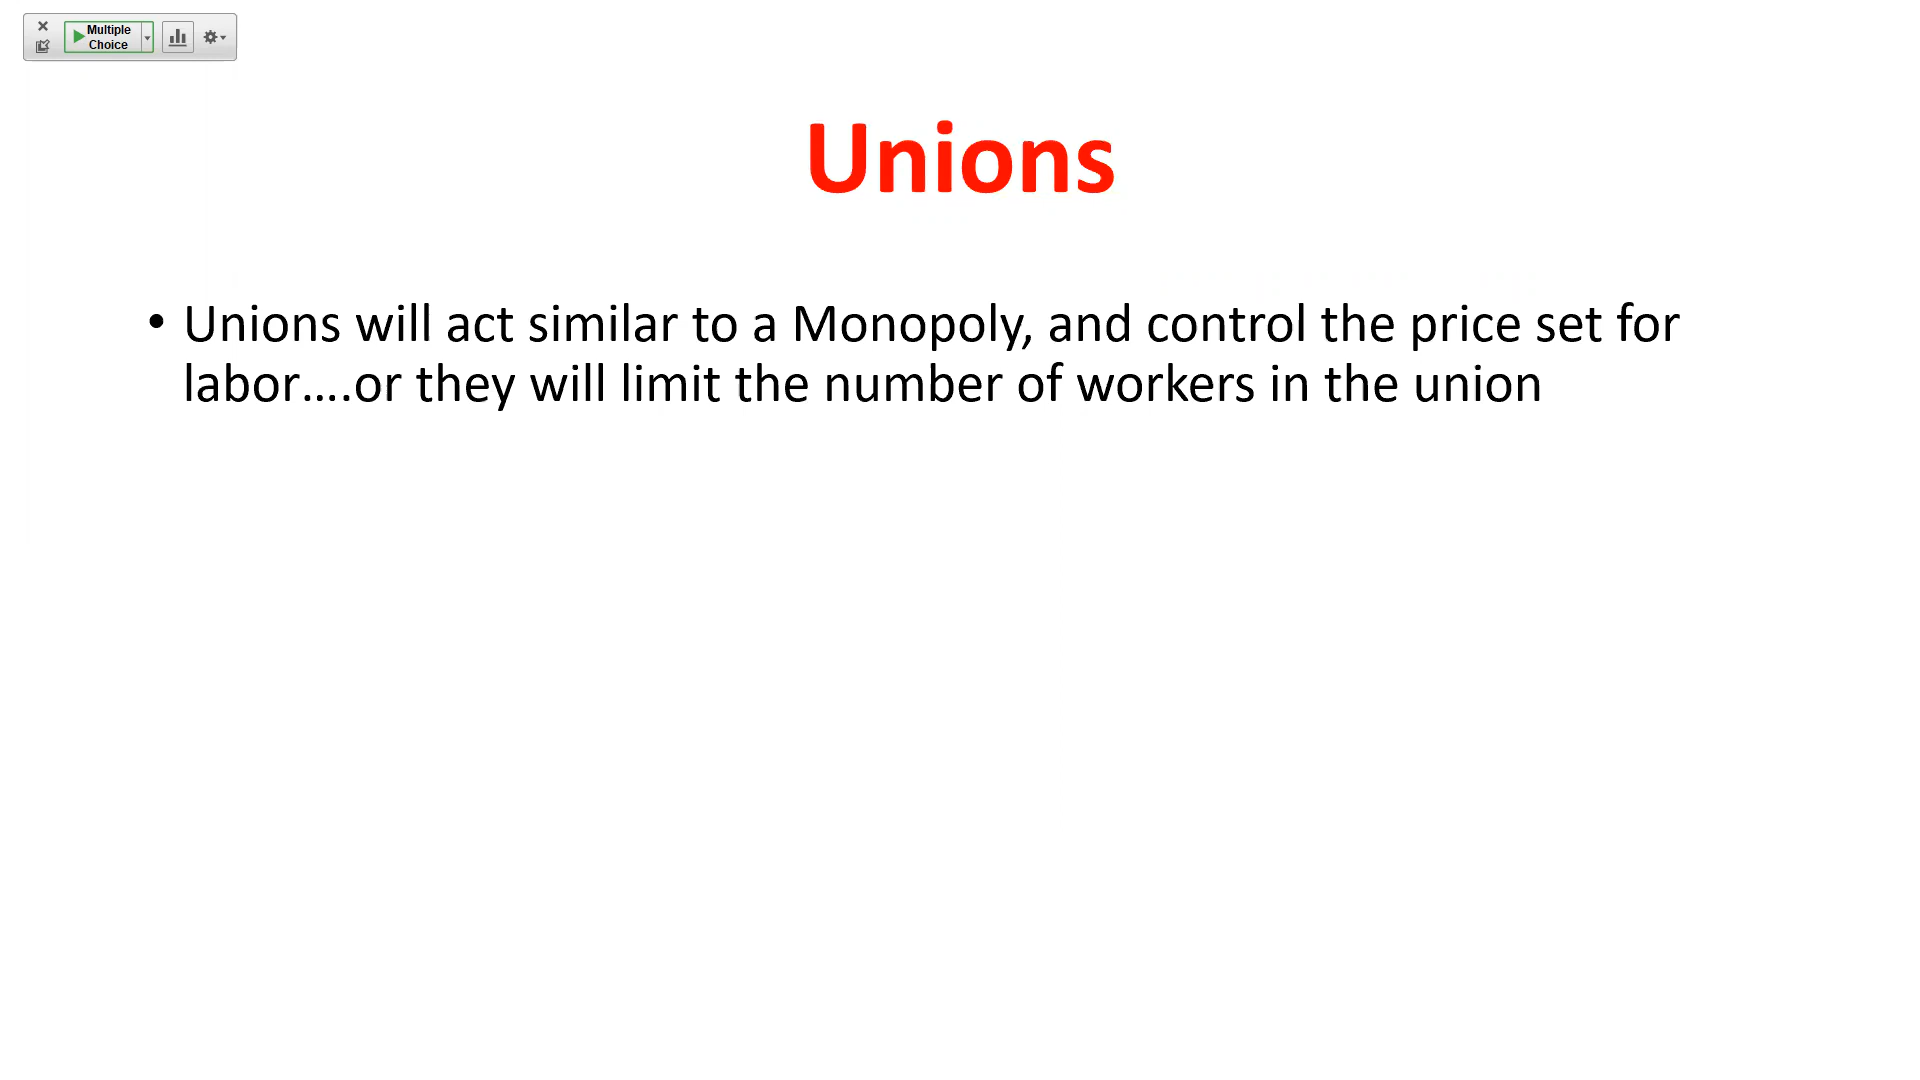 Multiple
Choice
Unions
• Unions will act similar to a Monopoly, and control the price set for
labor….or they will limit the number of workers in the union